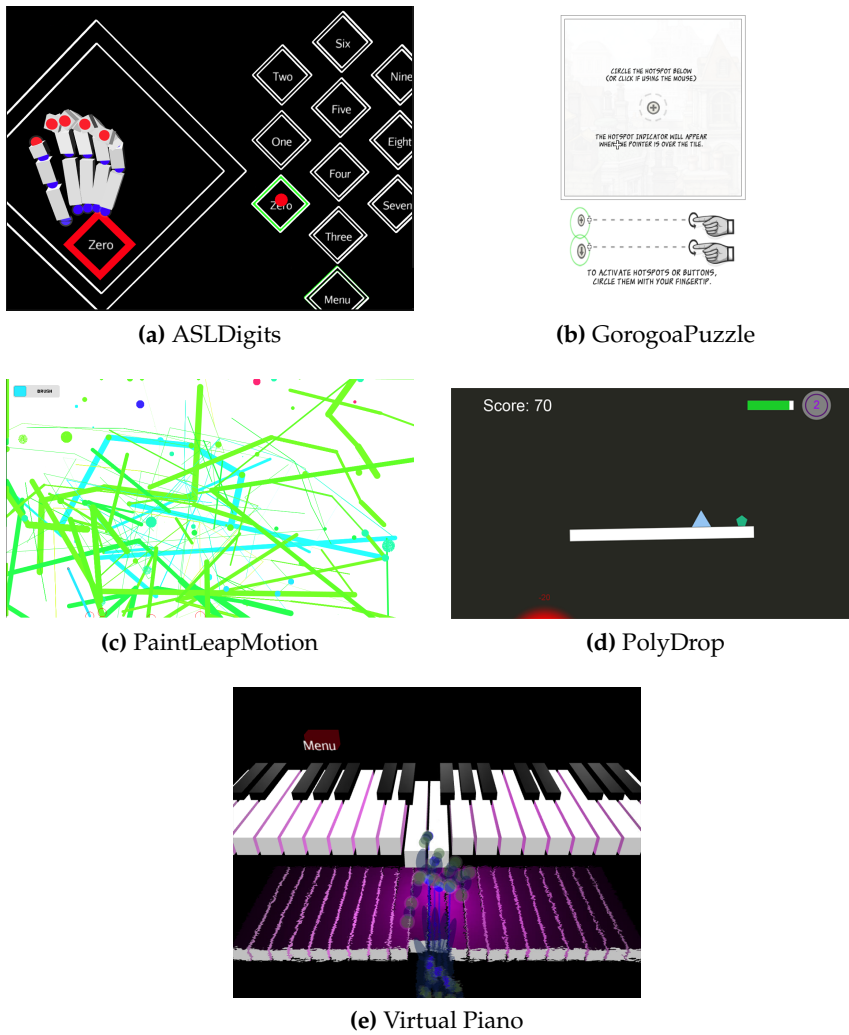 Six
Two
Nine
Five
One
Eight
Four
Zero
Seven
Three
Zero
Menu
(a) ASLDigits
CIRCLE THE HOTSPOT BELOW
(OR CLICK IF USING THE MOUSE)
THE HOTSPOT INDICATOR WILL APPEAR
WHEN THE POINTER IS OVER THE TILE.
TO ACTIVATE HOTSPOTS OR BUTTONS,
CIRCLE THEM WITH YOUR FINGERTIP.
(b) GorogoaPuzzle
BRUSH
(c) PaintLeapMotion
Score: 70
2
-20
(d) PolyDrop
Menu
(e) Virtual Piano